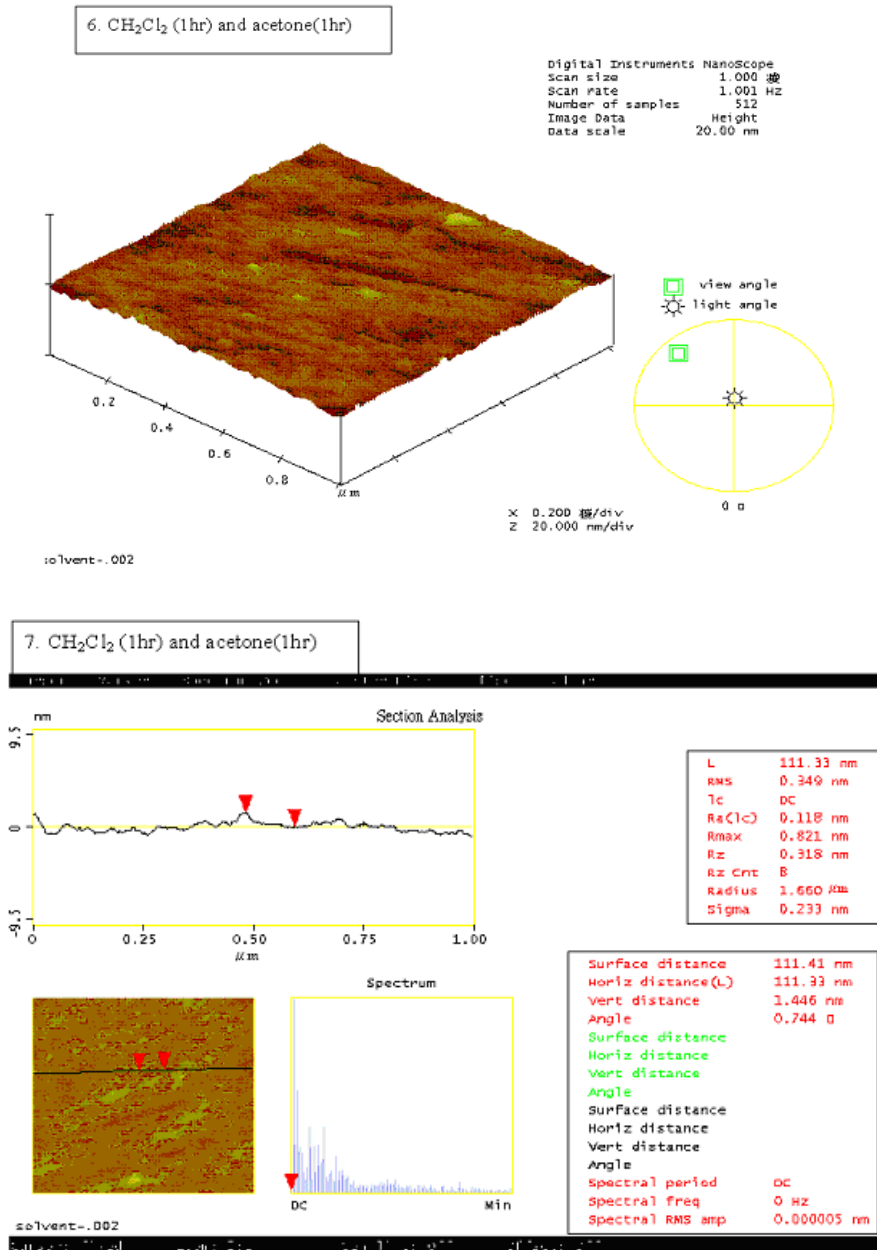 6. CH₂Cl₂ (1hr) and acetone(1hr)
Digital Instruments NanoScope
Scan size 1.000
Scan rate 1.001 Hz
Number of samples 512
Image Data Height
Data scale 20.00 nm
view angle
light angle
0.2
0.4
0.6
0.8
μm
X 0.200 /div
Z 20.000 nm/div
0
solvent-.002
7. CH₂Cl₂ (1hr) and acetone(1hr)
nm
Section Analysis
9.5
0
-9.5
0 0.25 0.50 0.75 1.00
μm
L 111.33 nm
RMS 0.349 nm
lc DC
Ra(lc) 0.118 nm
Rmax 0.821 nm
Rz 0.318 nm
Rz Cnt 8
Radius 1.660 μm
Sigma 0.233 nm
Spectrum
DC Min
Surface distance 111.41 nm
Horiz distance(L) 111.33 nm
Vert distance 1.446 nm
Angle 0.744
Surface distance
Horiz distance
Vert distance
Angle
Surface distance
Horiz distance
Vert distance
Angle
Spectral period DC
Spectral freq 0 Hz
Spectral RMS amp 0.000005 nm
solvent-.002